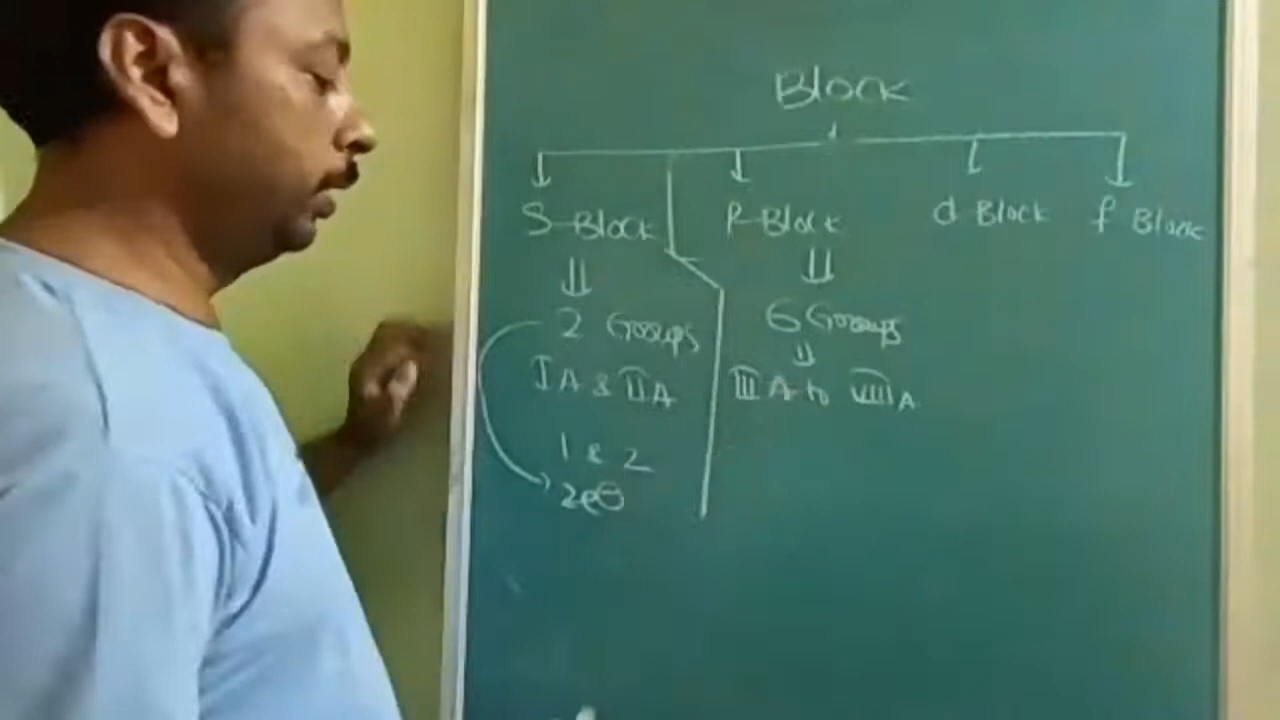 Block
S-Block P-Block d Block f Block
2 Groups 6 Groups
IA & IIA IIIA to VIIIA
1 & 2
2e⊖